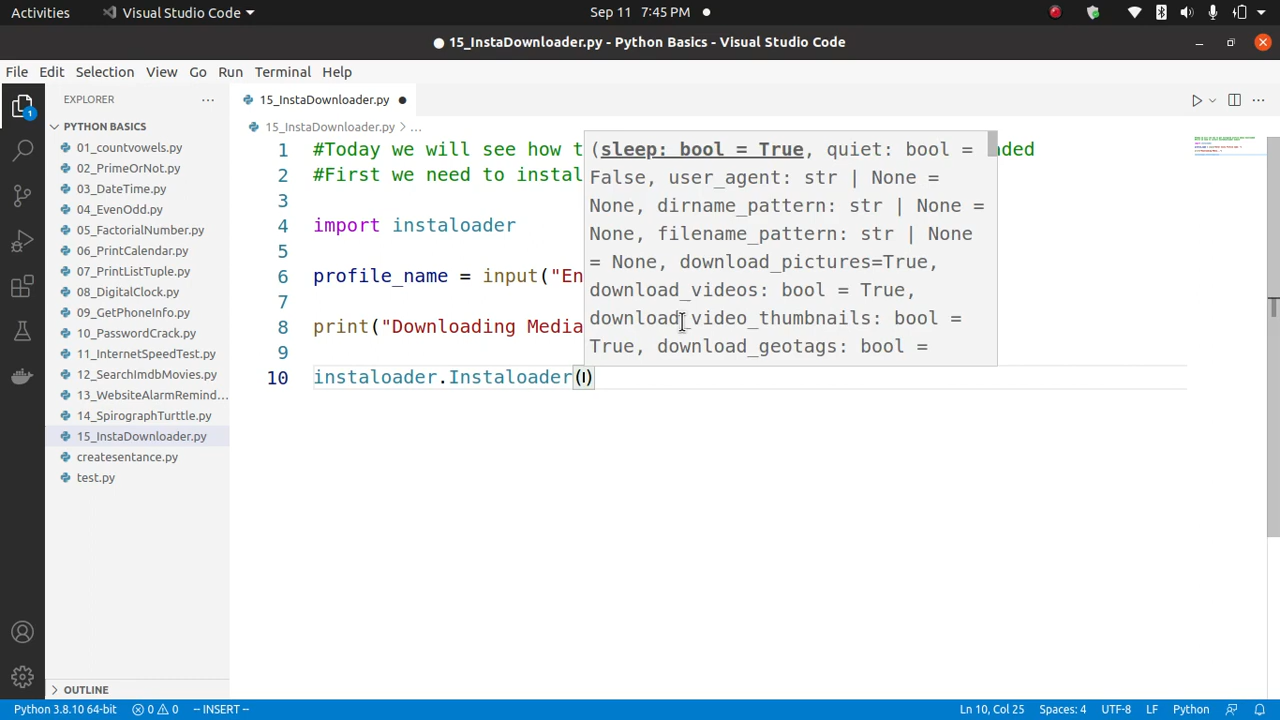 Activities Visual Studio Code Sep 11 7:45 PM
15_InstaDownloader.py - Python Basics - Visual Studio Code
File Edit Selection View Go Run Terminal Help
EXPLORER
15_InstaDownloader.py
PYTHON BASICS
15_InstaDownloader.py > ...
01_countvowels.py
02_PrimeOrNot.py
03_DateTime.py
04_EvenOdd.py
05_FactorialNumber.py
06_PrintCalendar.py
07_PrintListTuple.py
08_DigitalClock.py
09_GetPhoneInfo.py
10_PasswordCrack.py
11_InternetSpeedTest.py
12_SearchImdbMovies.py
13_WebsiteAlarmRemind...
14_SpirographTurttle.py
15_InstaDownloader.py
createsentance.py
test.py
OUTLINE
1 #Today we will see how t nded
2 #First we need to instal
3
4 import instaloader
5
6 profile_name = input("En
7
8 print("Downloading Media
9
10 instaloader.Instaloader()
(sleep: bool = True, quiet: bool =
False, user_agent: str | None =
None, dirname_pattern: str | None =
None, filename_pattern: str | None
= None, download_pictures=True,
download_videos: bool = True,
download_video_thumbnails: bool =
True, download_geotags: bool =
1
Python 3.8.10 64-bit 0 0 -- INSERT -- Ln 10, Col 25 Spaces: 4 UTF-8 LF Python